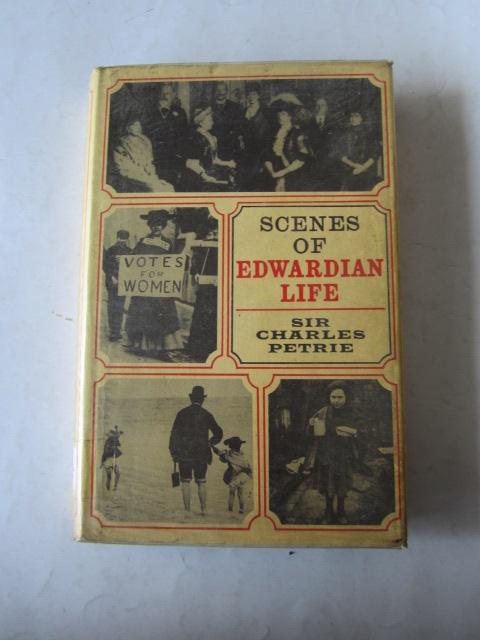 VOTES
FOR
WOMEN
SCENES
OF
EDWARDIAN
LIFE
SIR
CHARLES
PETRIE